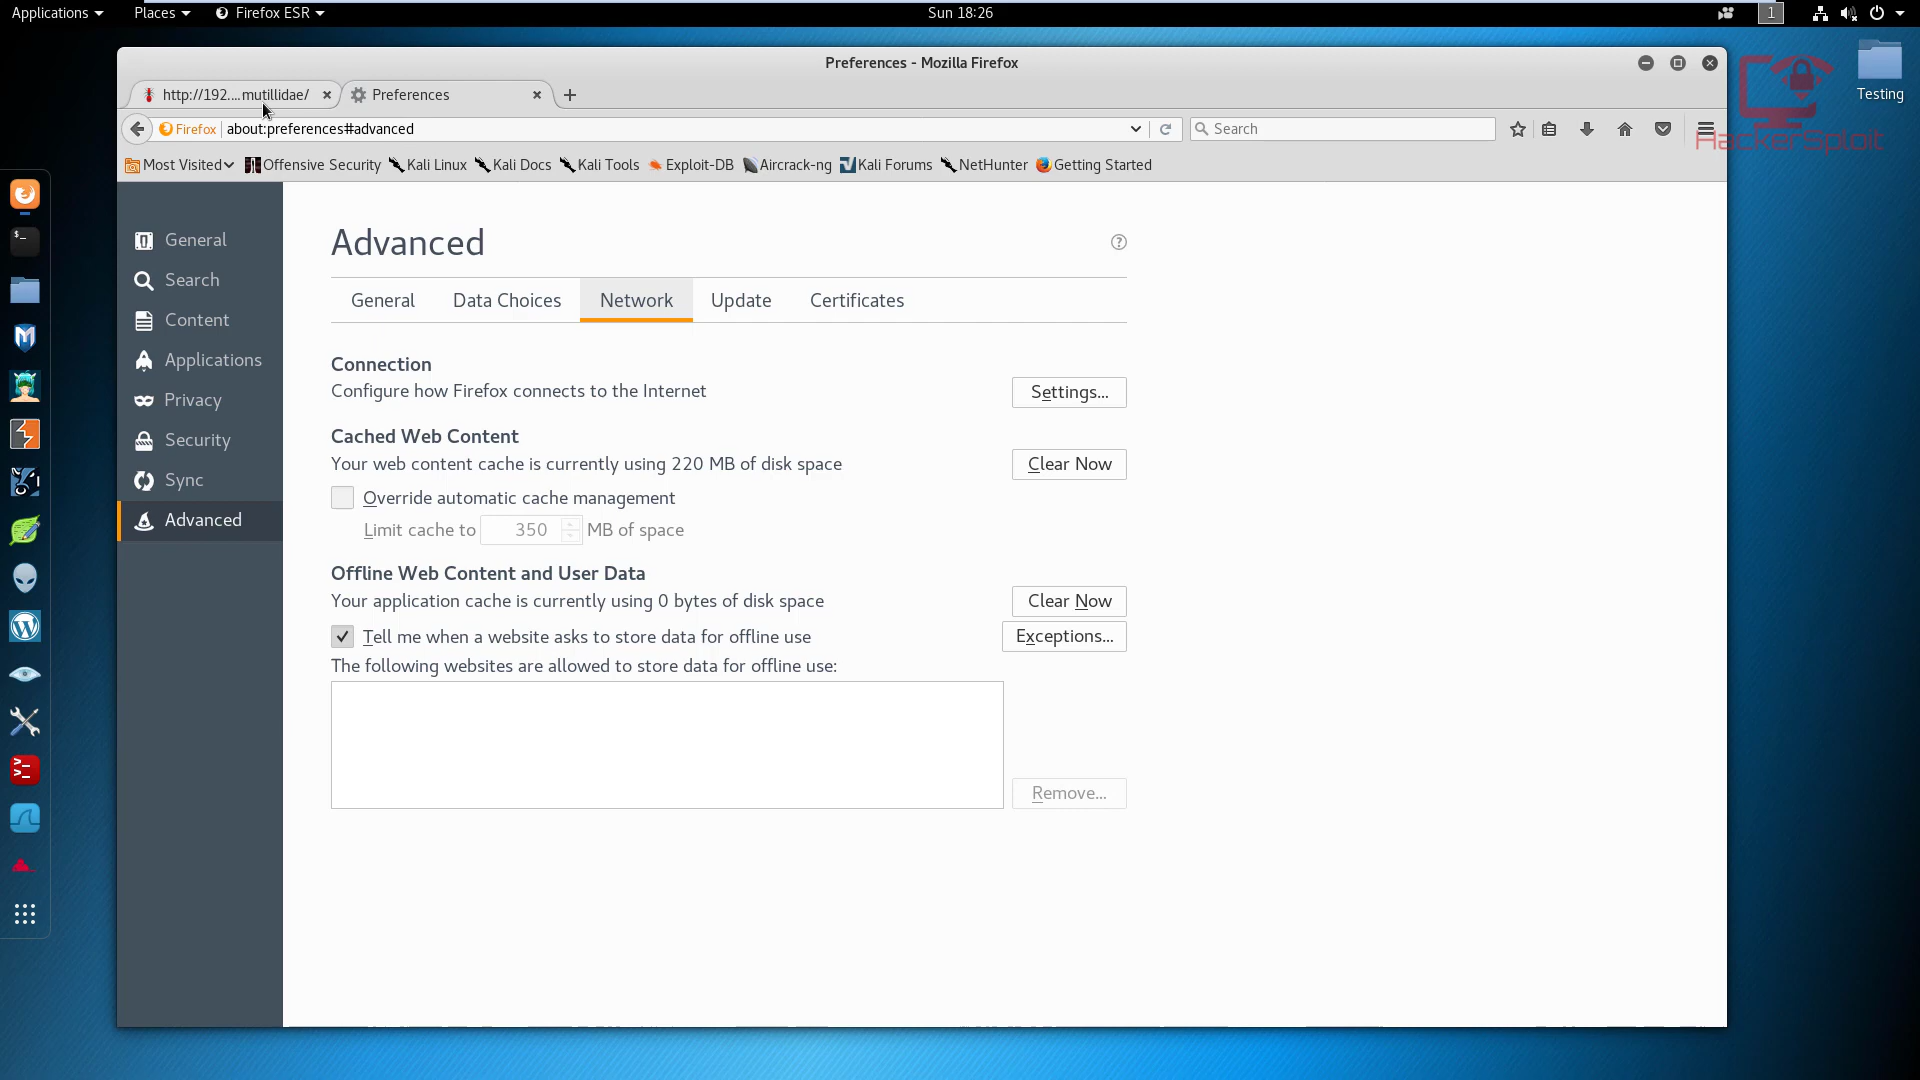 Applications Places Firefox ESR Sun 18:26 1
Preferences - Mozilla Firefox
http://192....mutillidae/ Preferences
Firefox about:preferences#advanced Search
Most Visited Offensive Security Kali Linux Kali Docs Kali Tools Exploit-DB Aircrack-ng Kali Forums NetHunter Getting Started
HackerSploit
Testing
General
Search
Content
Applications
Privacy
Security
Sync
Advanced
Advanced
General Data Choices Network Update Certificates
Connection
Configure how Firefox connects to the Internet Settings...
Cached Web Content
Your web content cache is currently using 220 MB of disk space Clear Now
Override automatic cache management
Limit cache to 350 MB of space
Offline Web Content and User Data
Your application cache is currently using 0 bytes of disk space Clear Now
Tell me when a website asks to store data for offline use Exceptions...
The following websites are allowed to store data for offline use:
Remove...